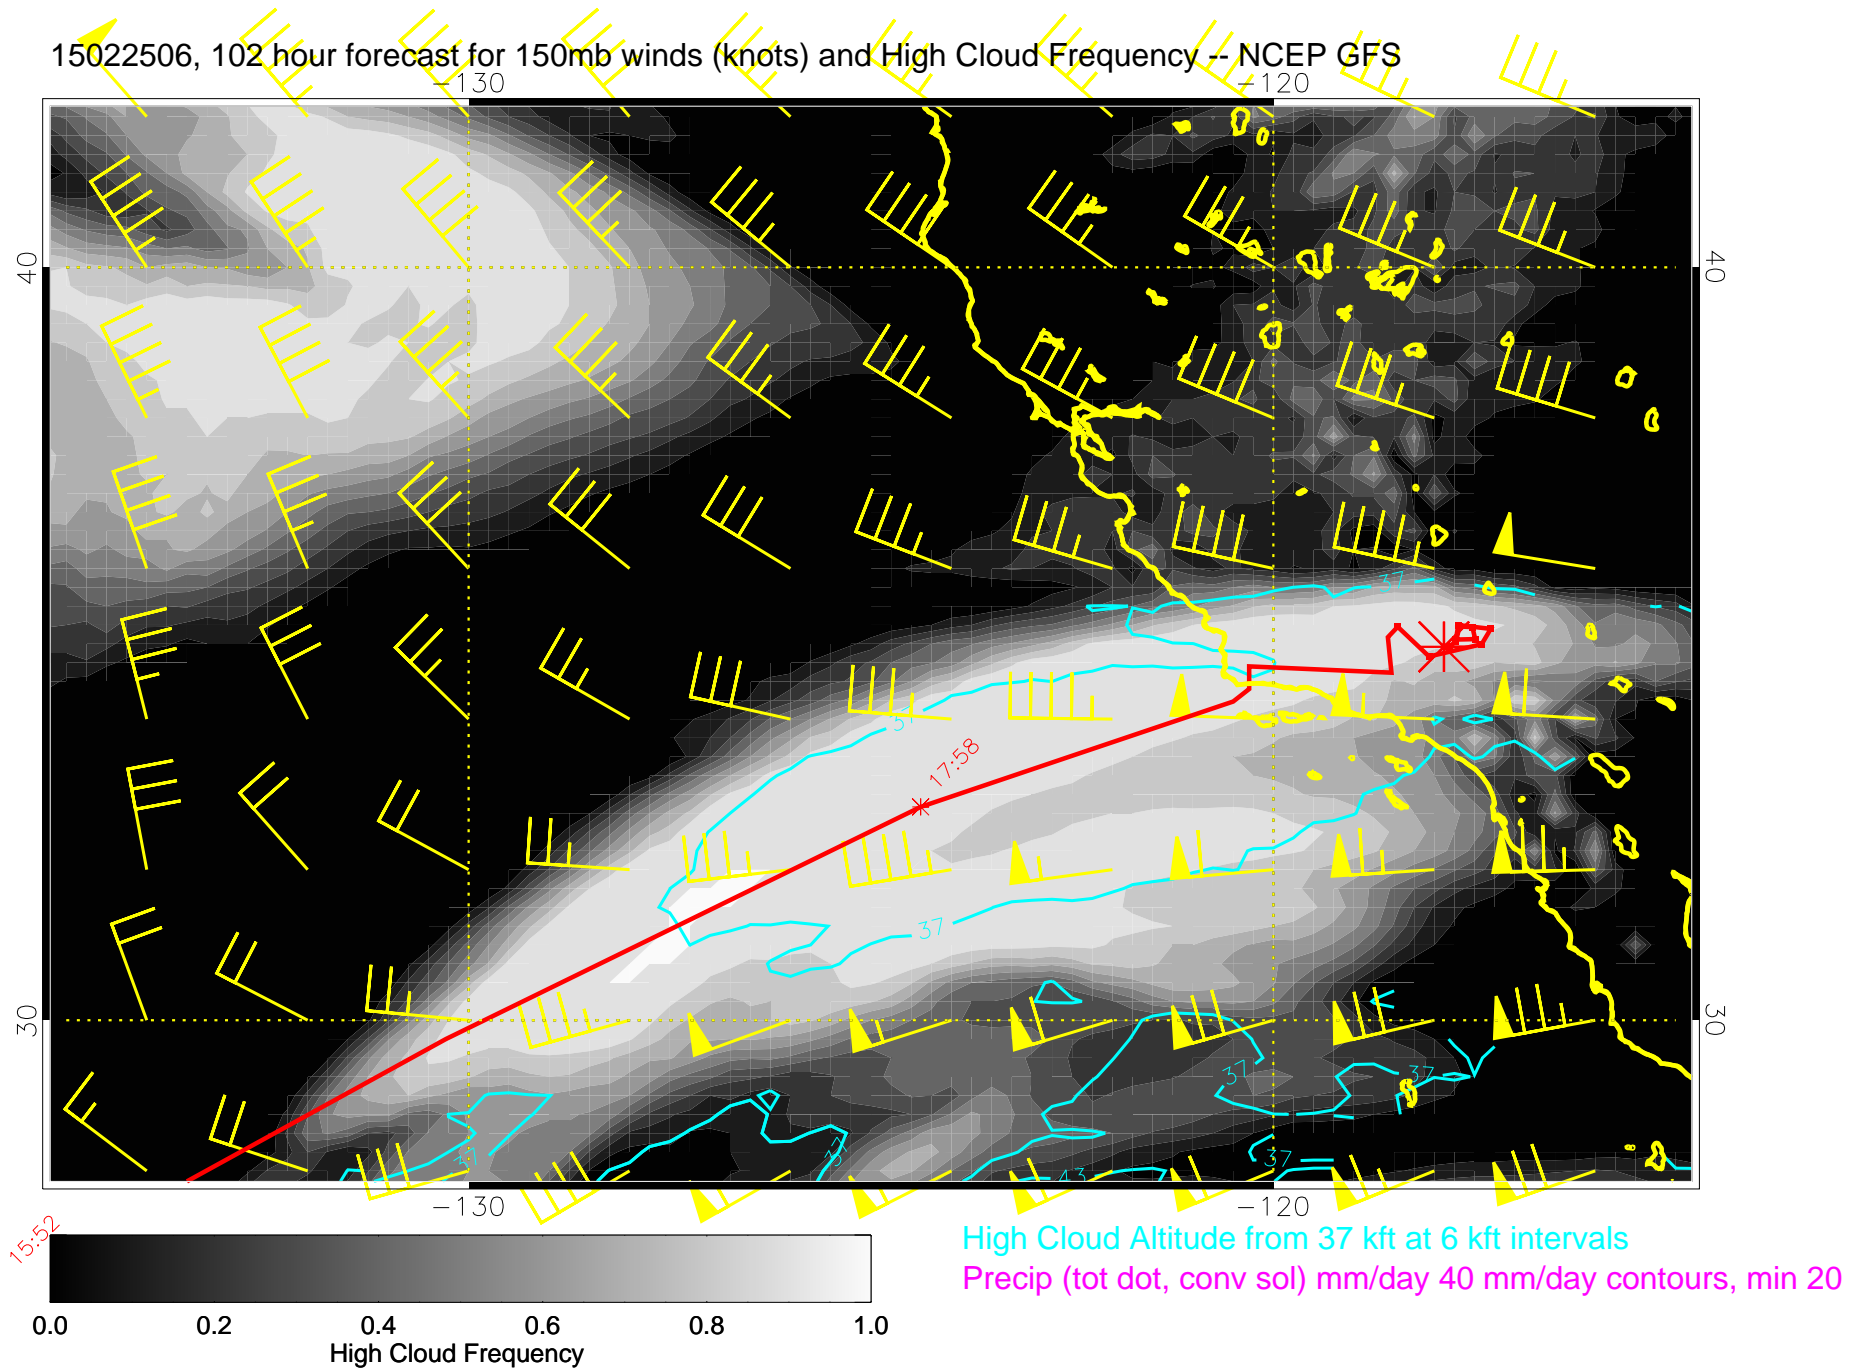 15022506, 102 hour forecast for 150mb winds (knots) and High Cloud Frequency -- NCEP GFS
-130 -120
40 40
37
37
17:58
37
30 30
37 37
37 37 37
43
-130 -120
15:52
High Cloud Altitude from 37 kft at 6 kft intervals
Precip (tot dot, conv sol) mm/day 40 mm/day contours, min 20
0.0 0.2 0.4 0.6 0.8 1.0
High Cloud Frequency